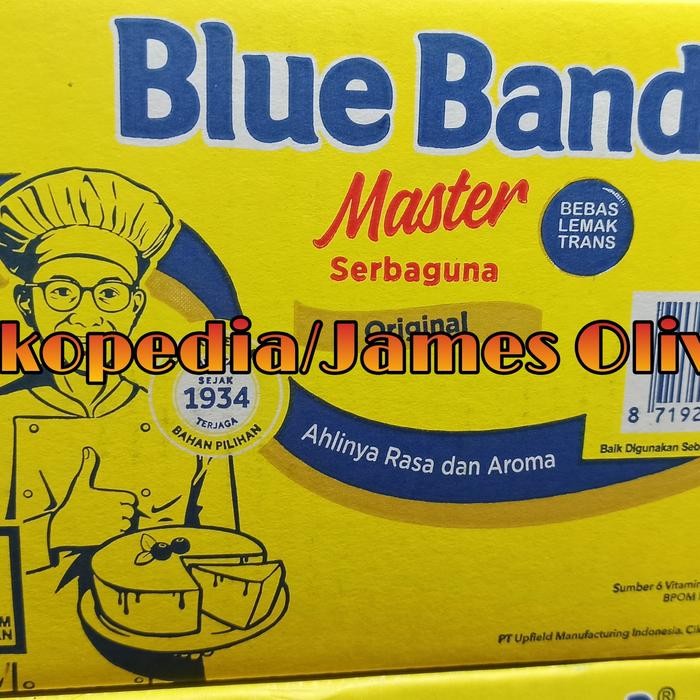 Blue Band
Master
Serbaguna
BEBAS
LEMAK
TRANS
Original
kopedia/James Oliv
SEJAK
1934
TERJAGA
BAHAN PILIHAN
Ahlinya Rasa dan Aroma
8 7192
Baik Digunakan Seb
Sumber 6 Vitamin
BPOM
PT Upfield Manufacturing Indonesia. Cik
M
N
®